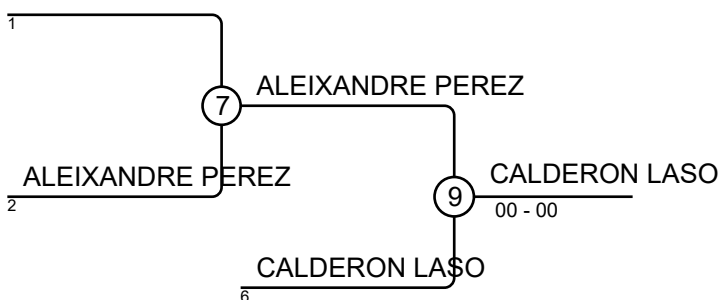 1
ALEIXANDRE PEREZ
7
ALEIXANDRE PEREZ
2
CALDERON LASO
9
00 - 00
CALDERON LASO
6